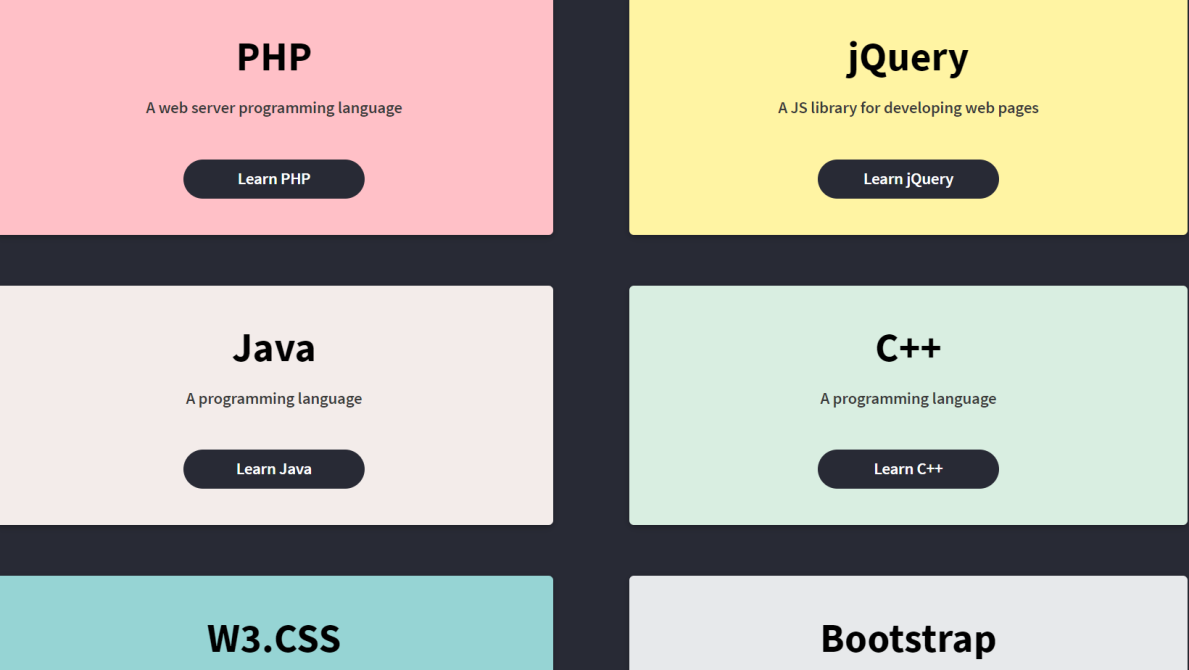 PHP
A web server programming language
Learn PHP
jQuery
A JS library for developing web pages
Learn jQuery
Java
A programming language
Learn Java
C++
A programming language
Learn C++
W3.CSS
Bootstrap